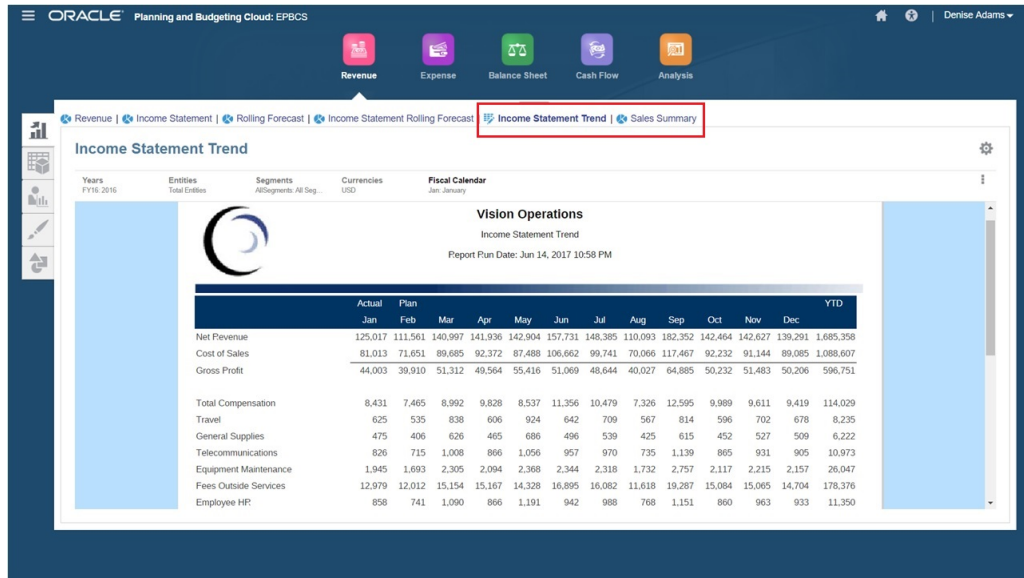 ORACLE Planning and Budgeting Cloud: EPBCS Denise Adams
Revenue Expense Balance Sheet Cash Flow Analysis
Revenue | Income Statement | Rolling Forecast | Income Statement Rolling Forecast Income Statement Trend | Sales Summary
Income Statement Trend
Years Entities Segments Currencies Fiscal Calendar
FY16: 2016 Total Entities AllSegments: All Seg... USD Jan: January
Vision Operations
Income Statement Trend
Report Run Date: Jun 14, 2017 10:58 PM
Actual Plan YTD
Jan Feb Mar Apr May Jun Jul Aug Sep Oct Nov Dec
Net Revenue 125,017 111,561 140,997 141,936 142,904 157,731 148,385 110,093 182,352 142,464 142,627 139,291 1,685,358
Cost of Sales 81,013 71,651 89,685 92,372 87,488 106,662 99,741 70,066 117,467 92,232 91,144 89,085 1,088,607
Gross Profit 44,003 39,910 51,312 49,564 55,416 51,069 48,644 40,027 64,885 50,232 51,483 50,206 596,751
Total Compensation 8,431 7,465 8,992 9,828 8,537 11,356 10,479 7,326 12,595 9,989 9,611 9,419 114,029
Travel 625 535 838 606 924 642 709 567 814 596 702 678 8,235
General Supplies 475 406 626 465 686 496 539 425 615 452 527 509 6,222
Telecommunications 826 715 1,008 866 1,056 957 970 735 1,139 865 931 905 10,973
Equipment Maintenance 1,945 1,693 2,305 2,094 2,368 2,344 2,318 1,732 2,757 2,117 2,215 2,157 26,047
Fees Outside Services 12,979 12,012 15,154 15,167 14,328 16,895 16,082 11,618 19,287 15,084 15,065 14,704 178,376
Employee HR 858 741 1,090 866 1,191 942 988 768 1,151 860 963 933 11,350